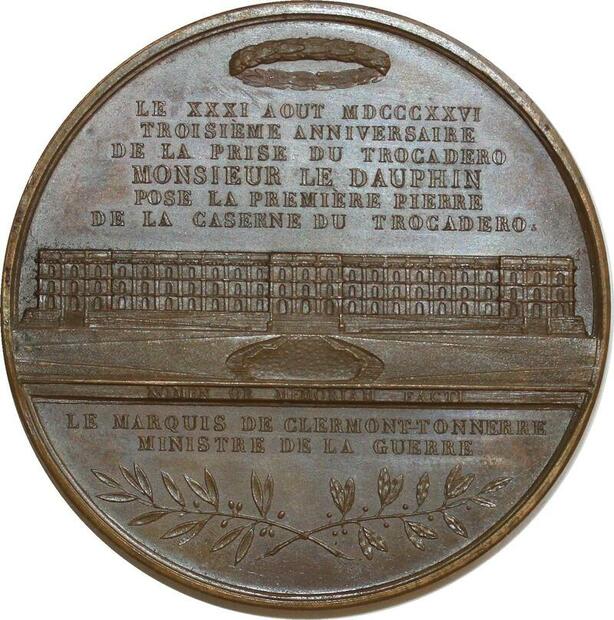 LE XXXI AOUT MDCCCXXVI
TROISIÈME ANNIVERSAIRE
DE LA PRISE DU TROCADERO
MONSIEUR LE DAUPHIN
POSE LA PREMIÈRE PIERRE
DE LA CASERNE DU TROCADERO.
NOMEN OB MEMORIAM FACTI
LE MARQUIS DE CLERMONT-TONNERRE
MINISTRE DE LA GUERRE